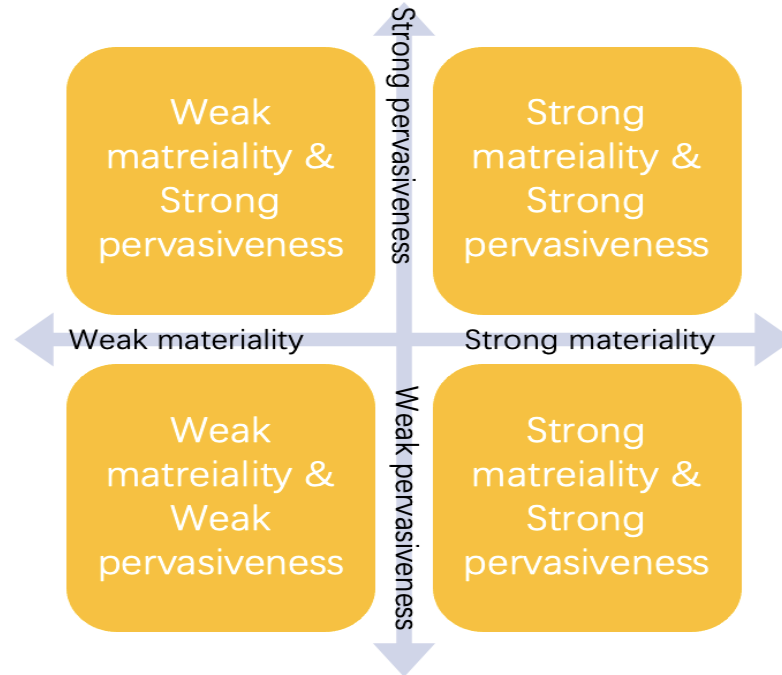 Strong pervasiveness
Weak
matreiality &
Strong
pervasiveness
Strong
matreiality &
Strong
pervasiveness
Weak materiality
Strong materiality
Weak pervasiveness
Weak
matreiality &
Weak
pervasiveness
Strong
matreiality &
Strong
pervasiveness